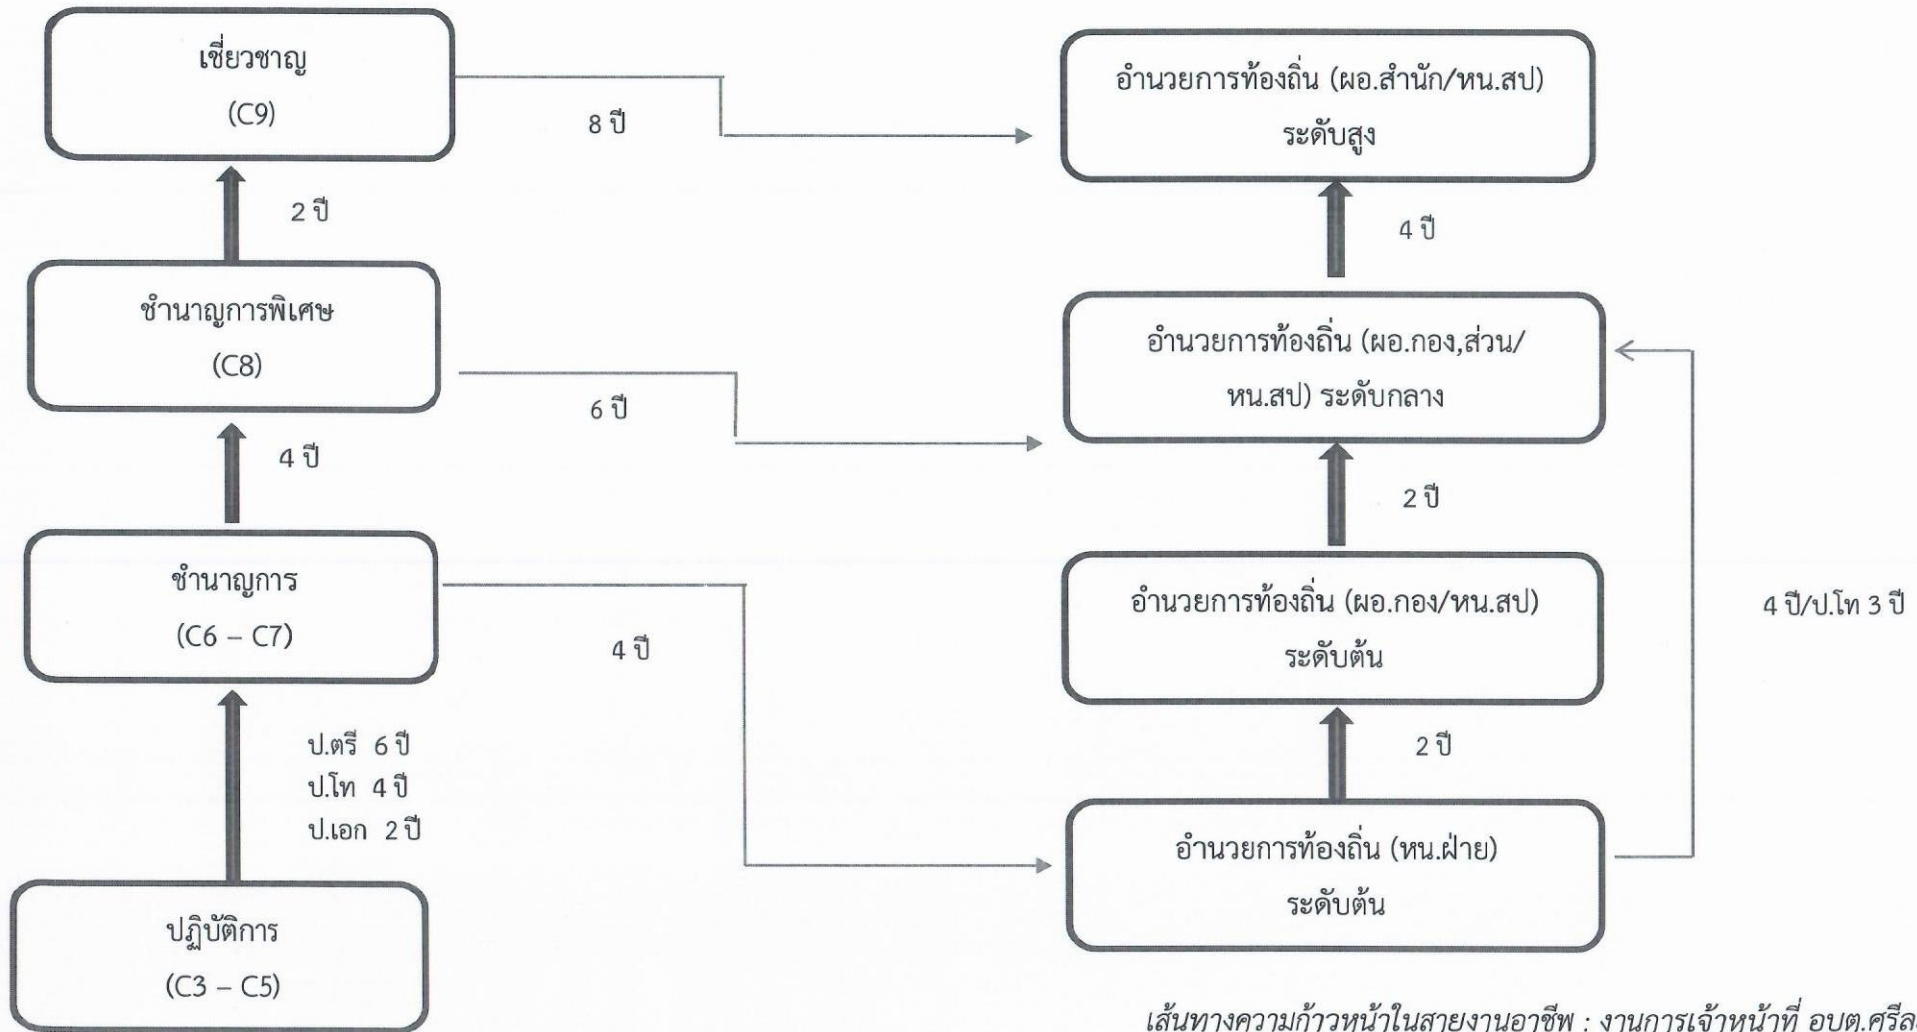 เชี่ยวชาญ
(C9)
8 ปี
อำนวยการท้องถิ่น (ผอ.สำนัก/หน.สป)
ระดับสูง
2 ปี
4 ปี
ชำนาญการพิเศษ
(C8)
6 ปี
อำนวยการท้องถิ่น (ผอ.กอง,ส่วน/
หน.สป) ระดับกลาง
4 ปี
2 ปี
ชำนาญการ
(C6 – C7)
4 ปี
อำนวยการท้องถิ่น (ผอ.กอง/หน.สป)
ระดับต้น
4 ปี/ป.โท 3 ปี
ป.ตรี 6 ปี
ป.โท 4 ปี
ป.เอก 2 ปี
2 ปี
อำนวยการท้องถิ่น (หน.ฝ่าย)
ระดับต้น
ปฏิบัติการ
(C3 – C5)
เส้นทางความก้าวหน้าในสายงานอาชีพ : งานการเจ้าหน้าที่ อบต.ศรีล